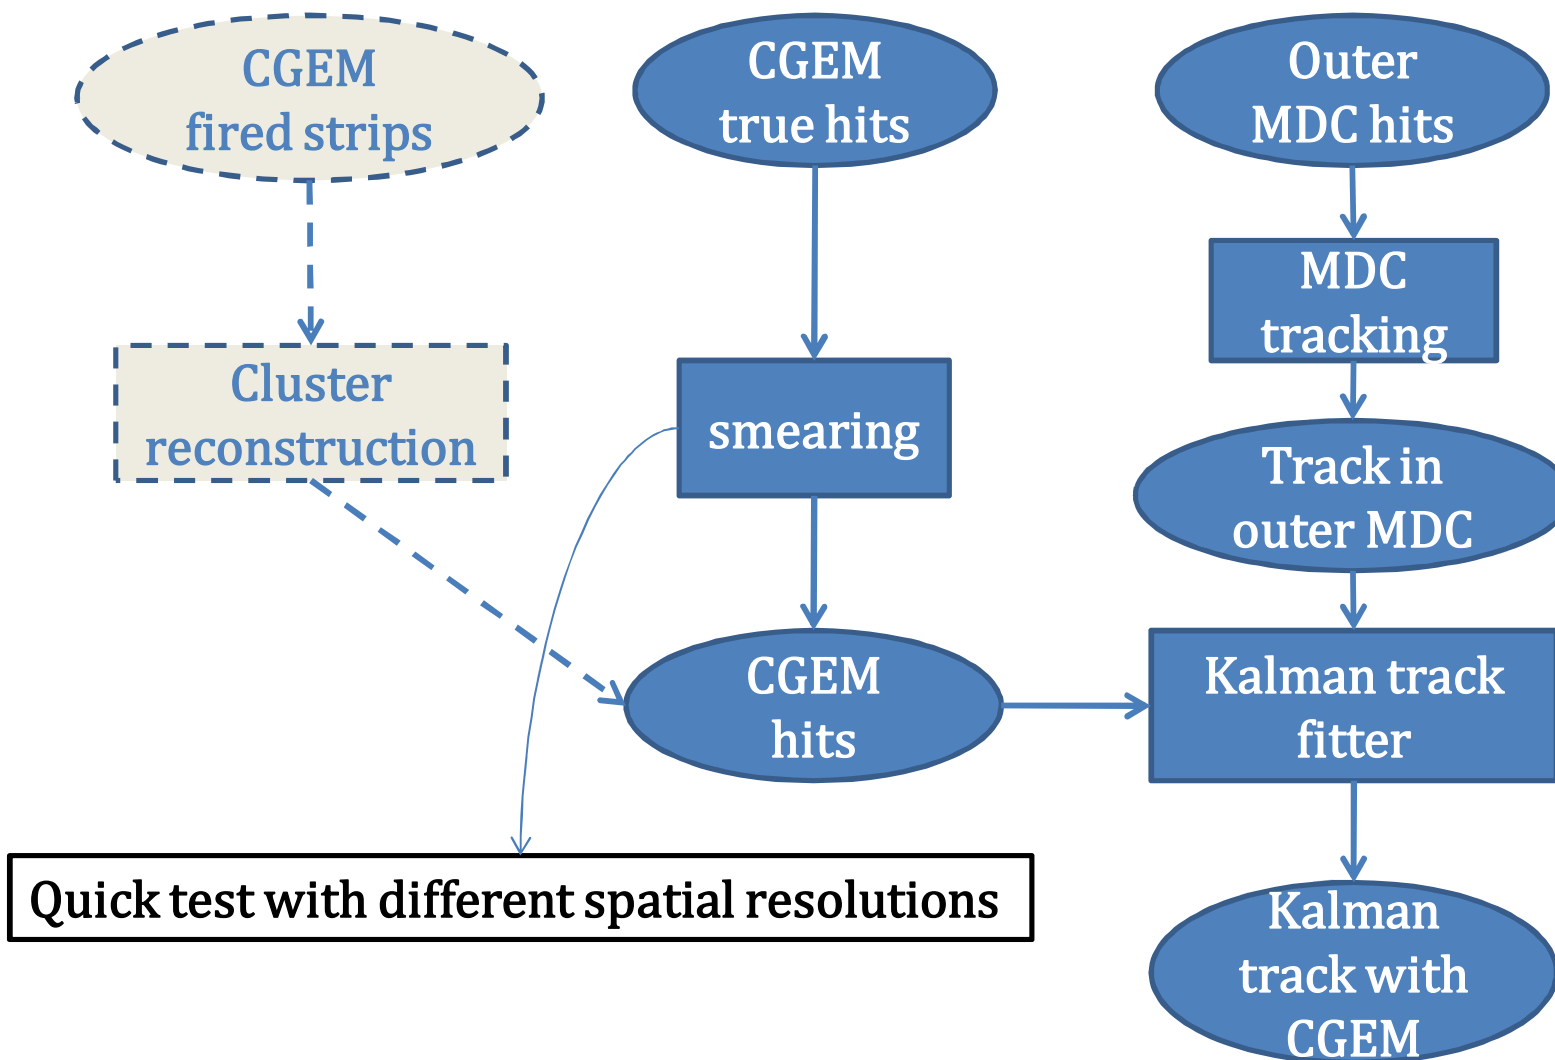 CGEM
fired strips
CGEM
true hits
Outer
MDC hits
MDC
tracking
Cluster
reconstruction
smearing
Track in
outer MDC
CGEM
hits
Kalman track
fitter
Quick test with different spatial resolutions
Kalman
track with
CGEM